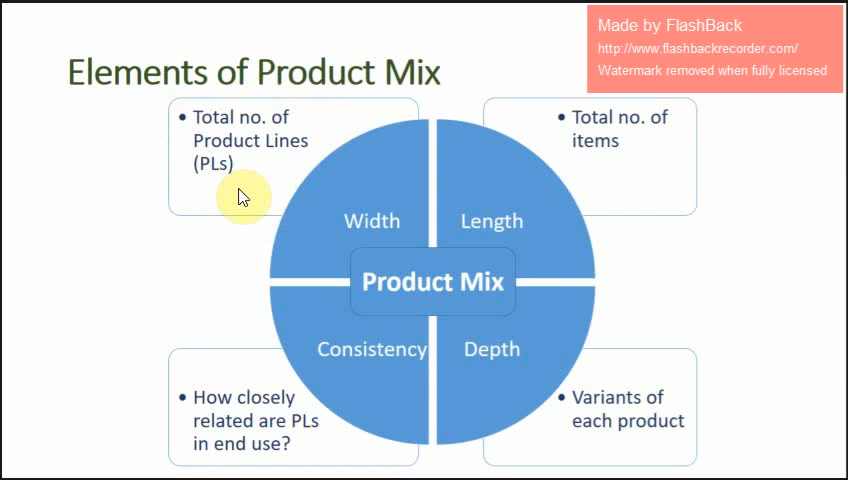 Made by FlashBack
http://www.flashbackrecorder.com/
Watermark removed when fully licensed
Elements of Product Mix
• Total no. of
Product Lines
(PLs)
• Total no. of
items
Width
Length
Product Mix
Consistency
Depth
• How closely
related are PLs
in end use?
• Variants of
each product